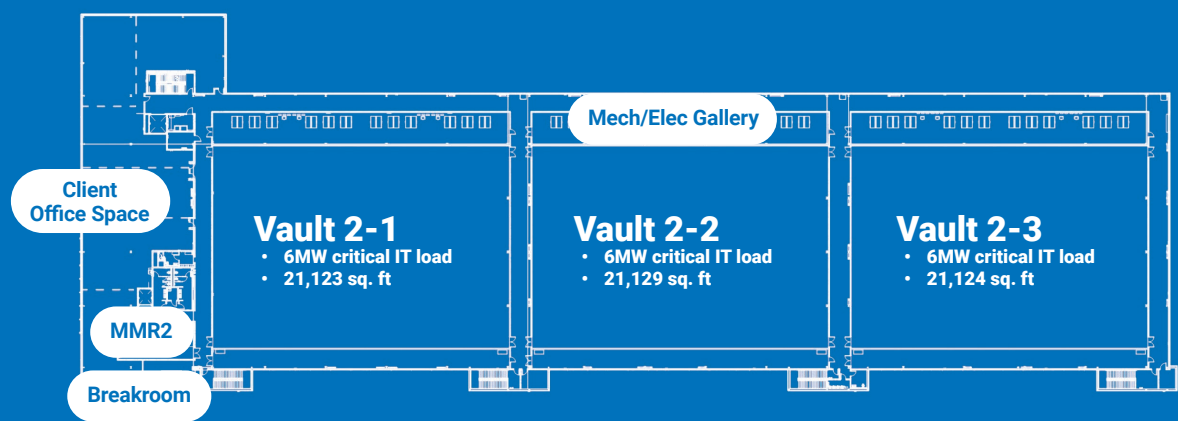 Mech/Elec Gallery
Client
Office Space
Vault 2-1
• 6MW critical IT load
• 21,123 sq. ft
Vault 2-2
• 6MW critical IT load
• 21,129 sq. ft
Vault 2-3
• 6MW critical IT load
• 21,124 sq. ft
MMR2
Breakroom